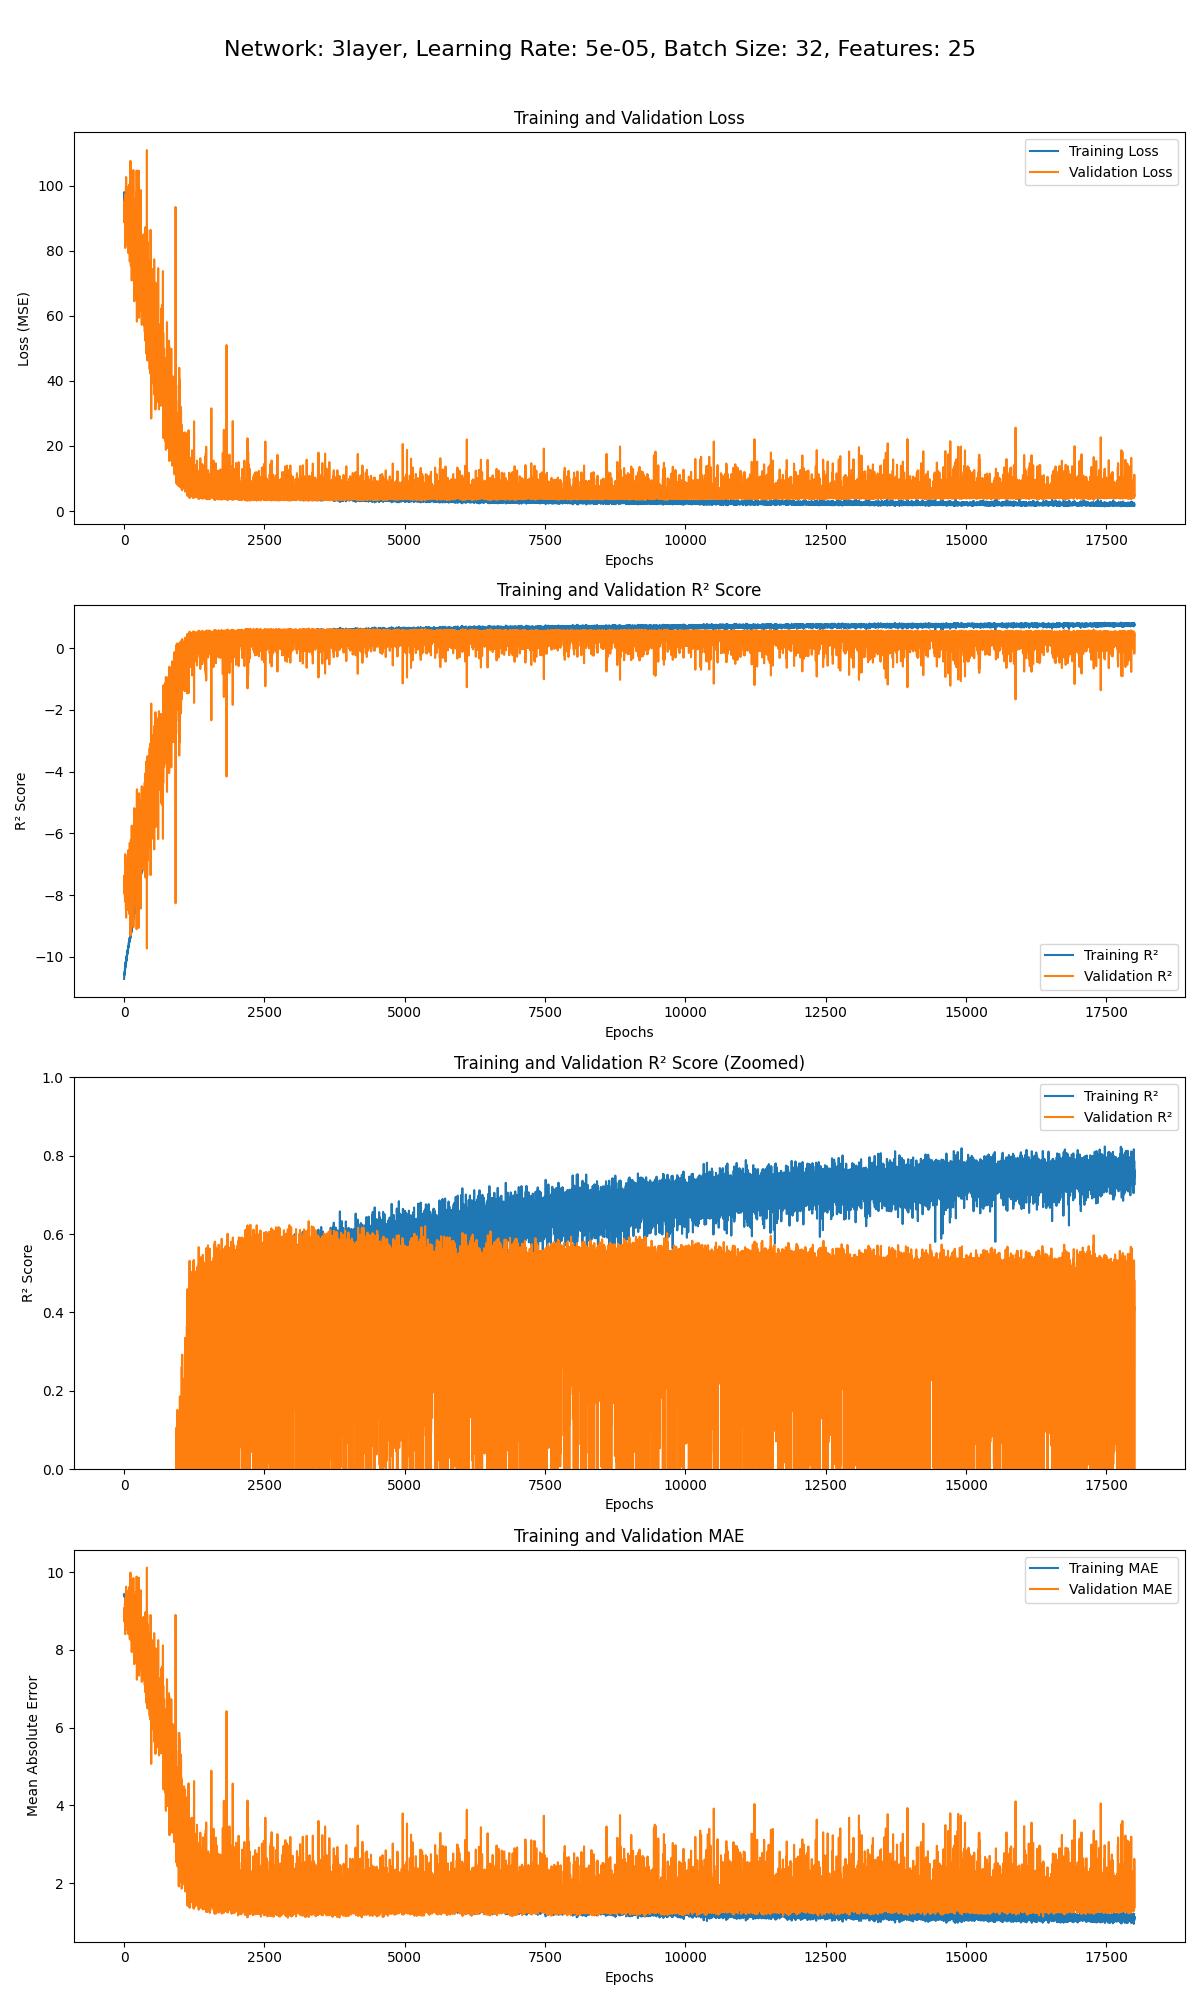 Network: 3layer, Learning Rate: 5e-05, Batch Size: 32, Features: 25
Training and Validation Loss
Training Loss
Validation Loss
Loss (MSE)
100
80
60
40
20
0
0 2500 5000 7500 10000 12500 15000 17500
Epochs
Training and Validation R² Score
R² Score
0
−2
−4
−6
−8
−10
Training R²
Validation R²
0 2500 5000 7500 10000 12500 15000 17500
Epochs
Training and Validation R² Score (Zoomed)
Training R²
Validation R²
R² Score
1.0
0.8
0.6
0.4
0.2
0.0
0 2500 5000 7500 10000 12500 15000 17500
Epochs
Training and Validation MAE
Training MAE
Validation MAE
Mean Absolute Error
10
8
6
4
2
0 2500 5000 7500 10000 12500 15000 17500
Epochs